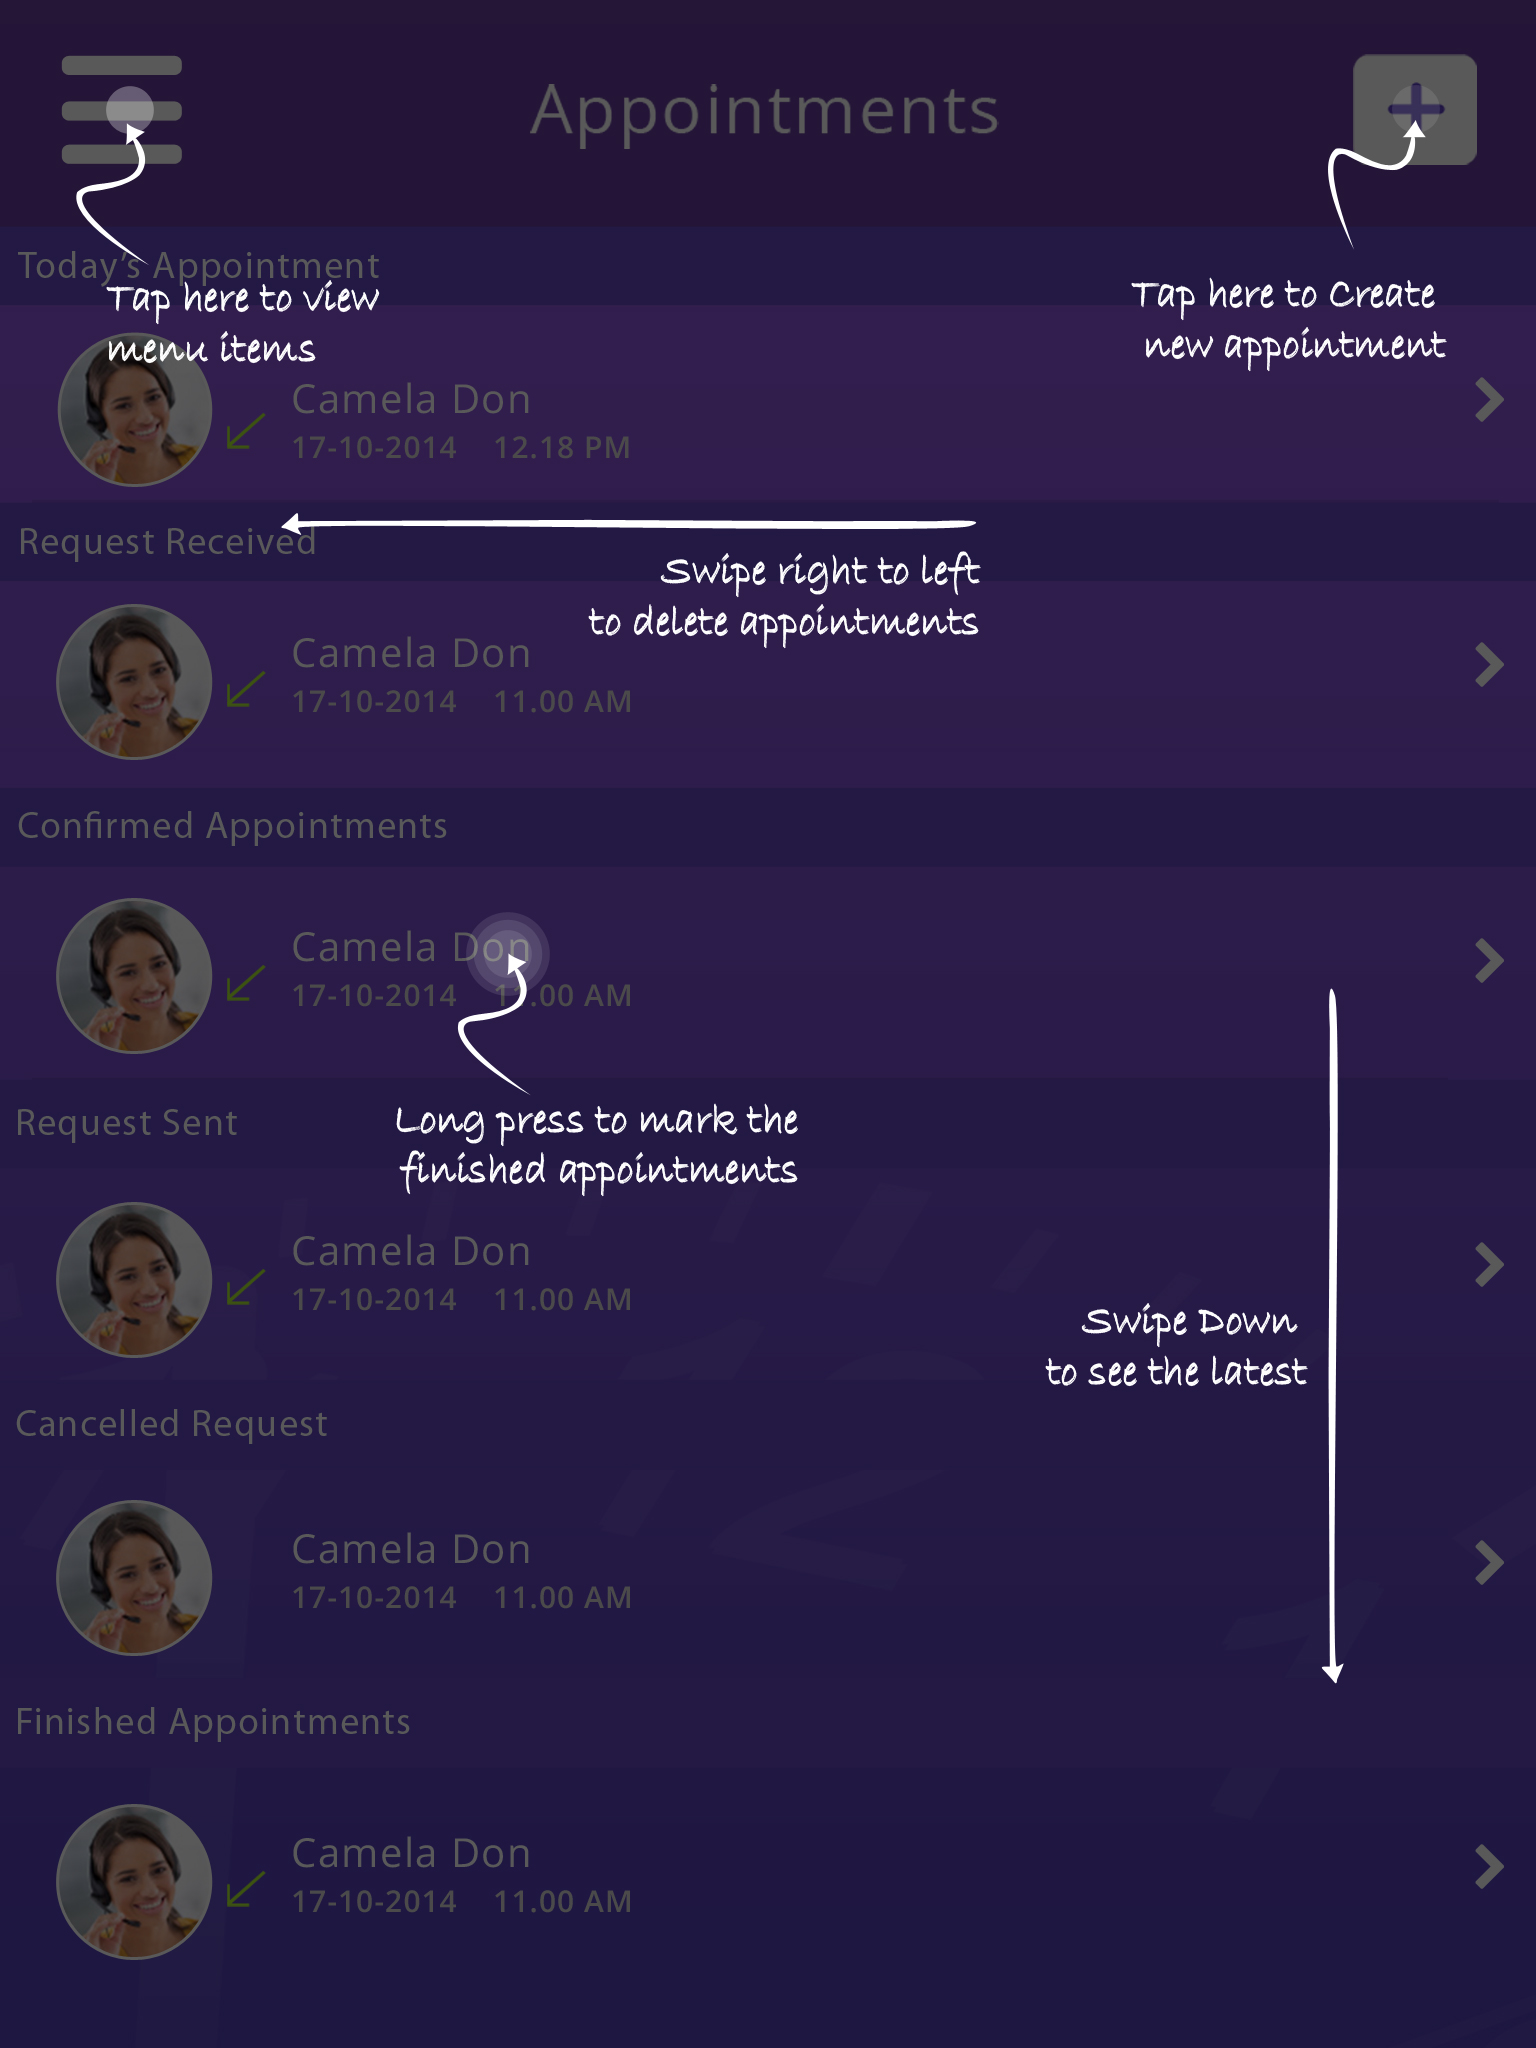 Appointments
Today's Appointment
Tap here to view
menu items
Tap here to Create
new appointment
Camela Don
17-10-2014 12.18 PM
Request Received
Swipe right to left
to delete appointments
Camela Don
17-10-2014 11.00 AM
Confirmed Appointments
Camela Don
17-10-2014 11.00 AM
Long press to mark the
finished appointments
Request Sent
Camela Don
17-10-2014 11.00 AM
Swipe Down
to see the latest
Cancelled Request
Camela Don
17-10-2014 11.00 AM
Finished Appointments
Camela Don
17-10-2014 11.00 AM